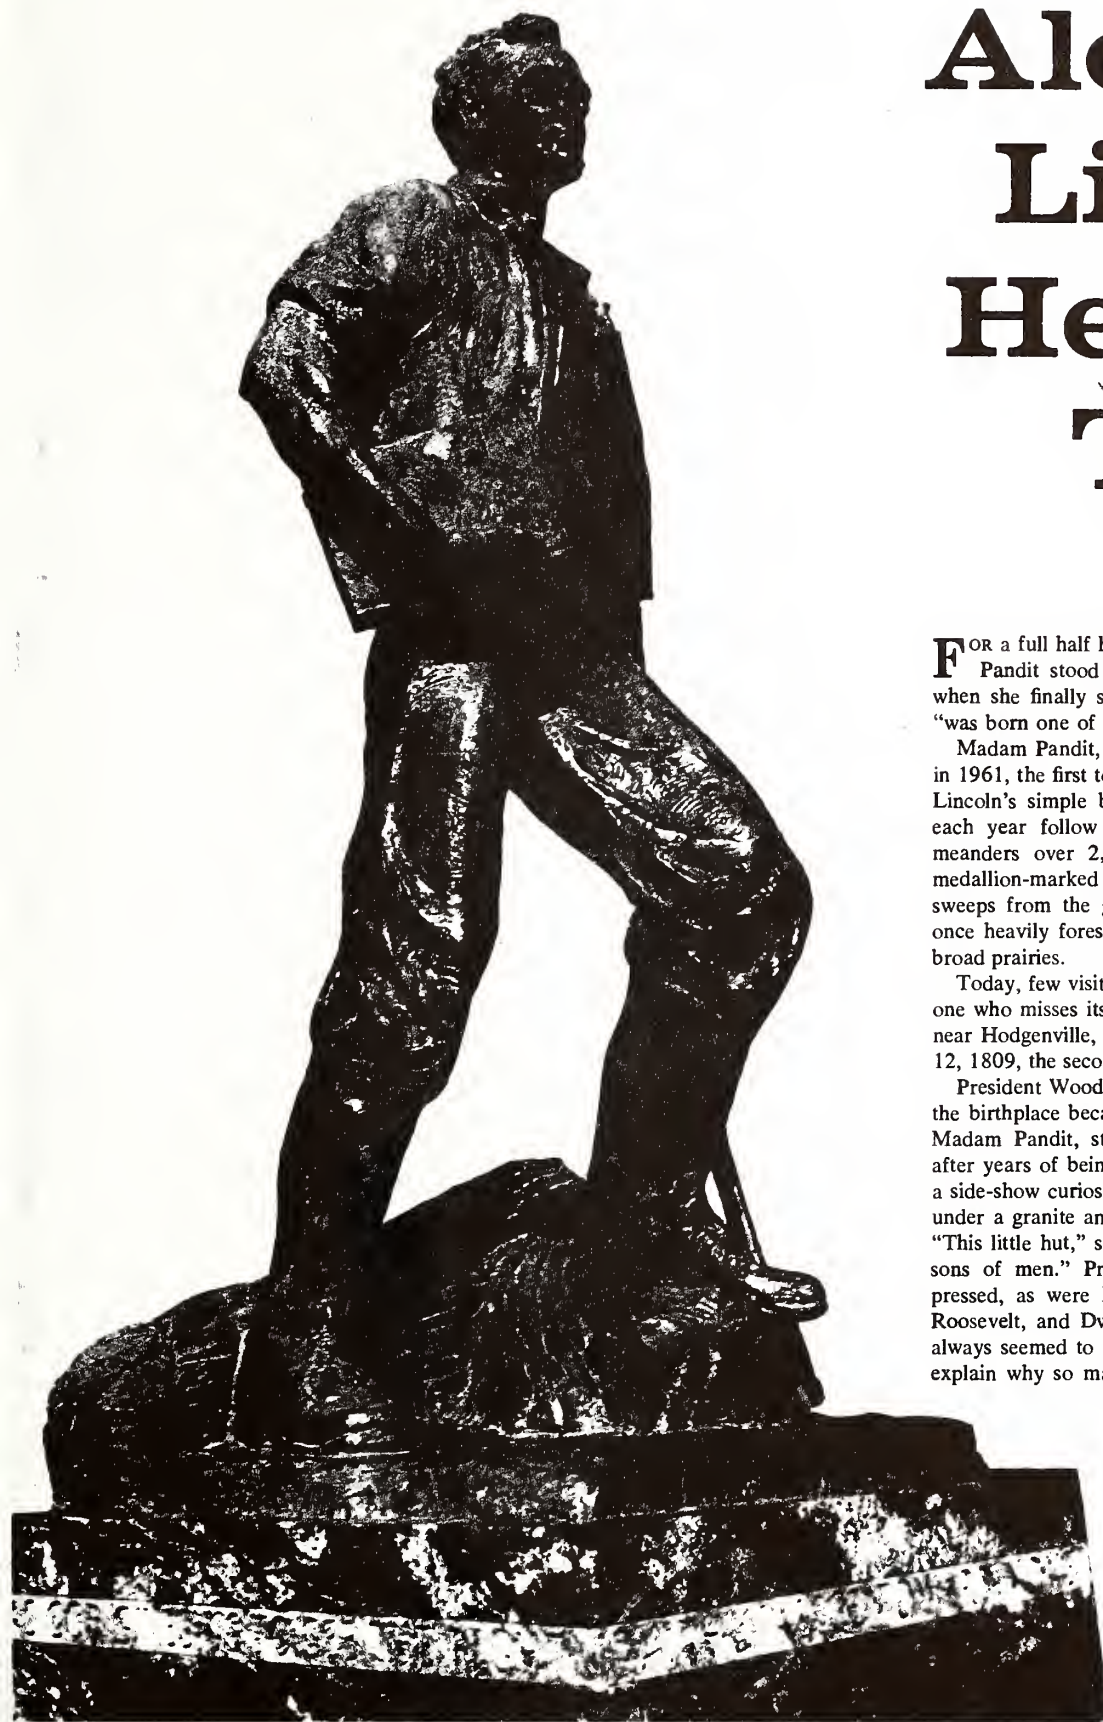 Alo
Li
He
T
FOR a full half
Pandit stood
when she finally s
"was born one of
Madam Pandit,
in 1961, the first to
Lincoln's simple b
each year follow
meanders over 2,
medallion-marked
sweeps from the
once heavily fores
broad prairies.
Today, few visit
one who misses its
near Hodgenville,
12, 1809, the seco
President Wood
the birthplace beca
Madam Pandit, st
after years of bein
a side-show curios
under a granite an
"This little hut," s
sons of men." Pr
pressed, as were
Roosevelt, and Dw
always seemed to
explain why so ma